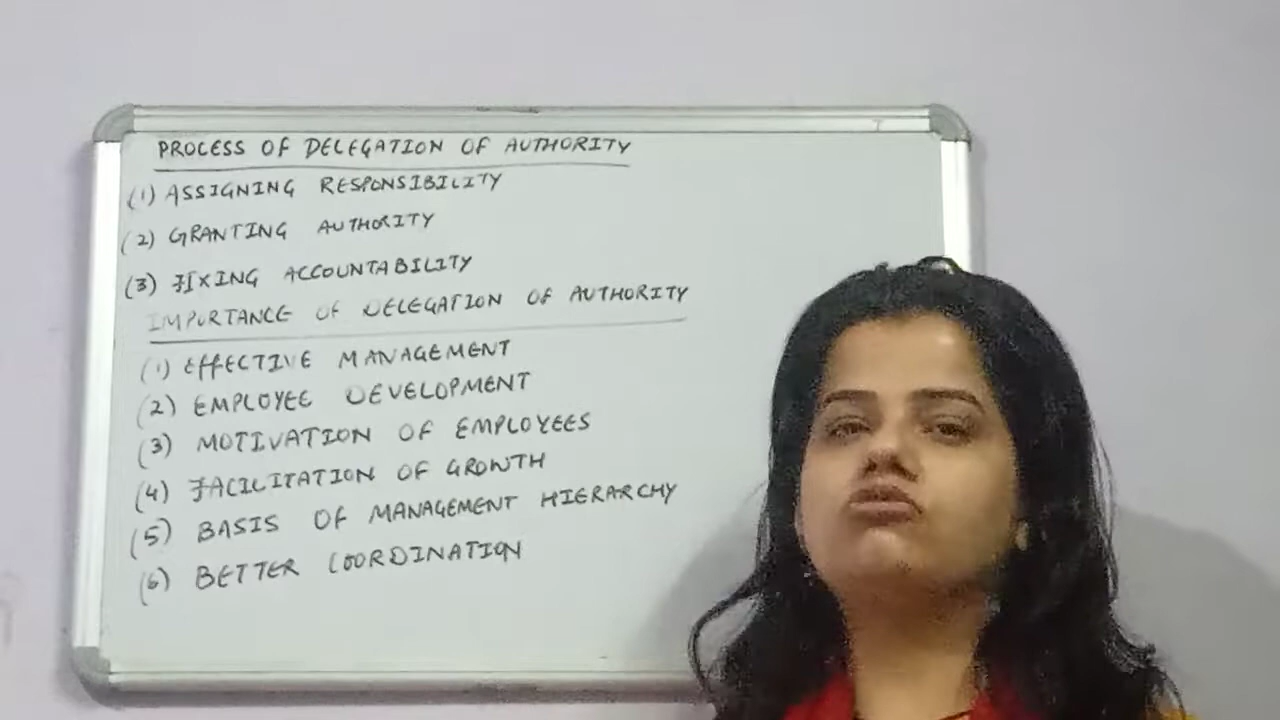 PROCESS OF DELEGATION OF AUTHORITY
(1) ASSIGNING RESPONSIBILITY
(2) GRANTING AUTHORITY
(3) FIXING ACCOUNTABILITY
IMPORTANCE OF DELEGATION OF AUTHORITY
(1) EFFECTIVE MANAGEMENT
(2) EMPLOYEE DEVELOPMENT
(3) MOTIVATION OF EMPLOYEES
(4) FACILITATION OF GROWTH
(5) BASIS OF MANAGEMENT HIERARCHY
(6) BETTER COORDINATION